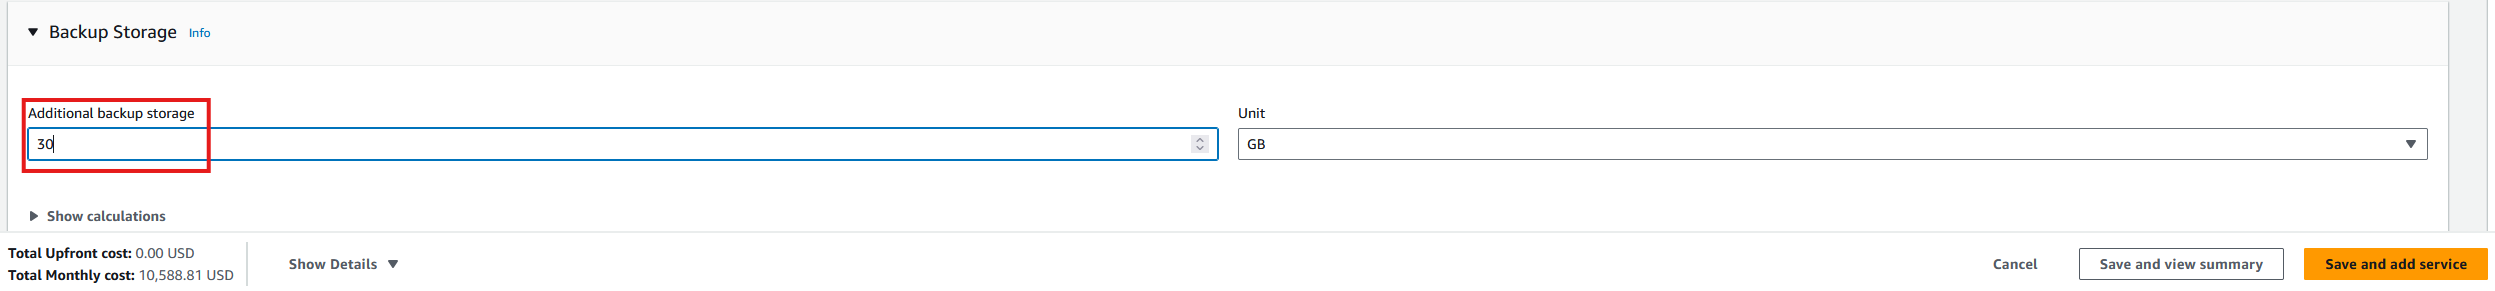 Backup Storage Info
Additional backup storage
30
Unit
GB
Show calculations
Total Upfront cost: 0.00 USD
Total Monthly cost: 10,588.81 USD
Show Details
Cancel
Save and view summary
Save and add service